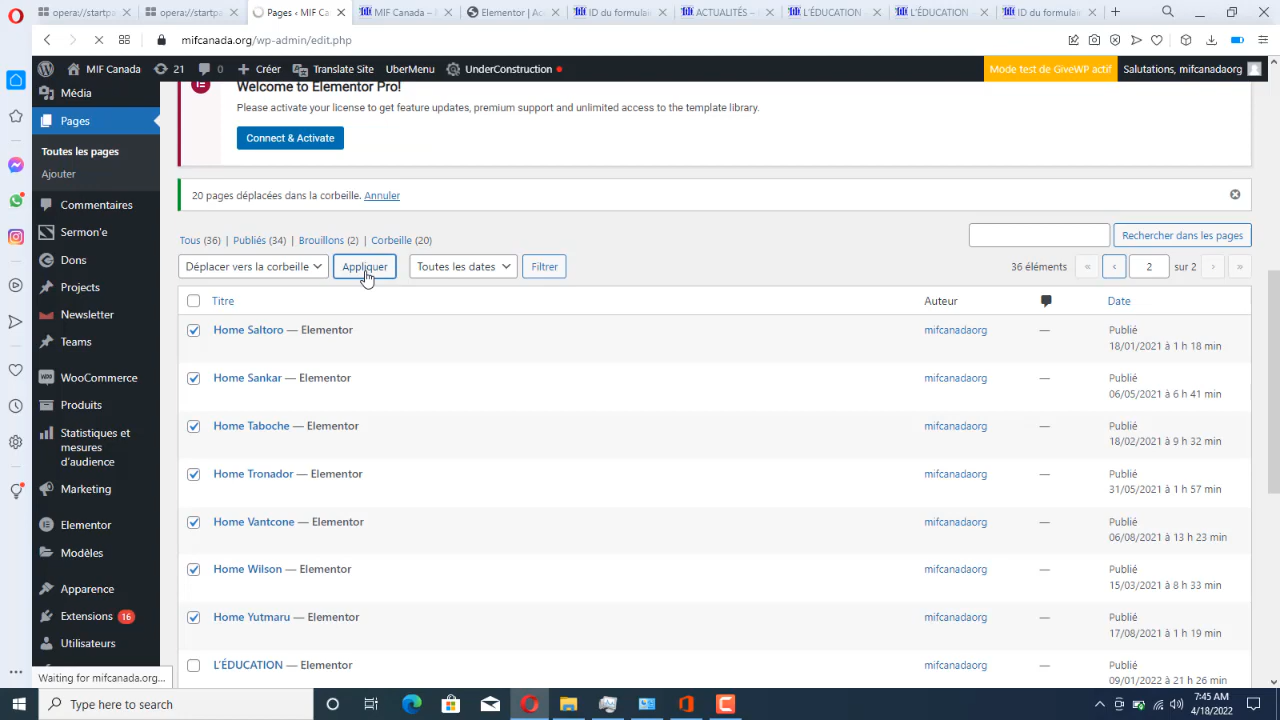 opera://startpa
opera://startpa
Pages ‹ MIF C
MIF Canada –
Elementor | Ac
ID du formulai
ACTUALITÉS –
L'ÉDUCATION
L'ÉDUCATION –
ID du formulai
mifcanada.org/wp-admin/edit.php
MIF Canada
21
0
Créer
Translate Site
UberMenu
UnderConstruction
Mode test de GiveWP actif
Salutations, mifcanadaorg
Média
Pages
Toutes les pages
Ajouter
Commentaires
Sermon'e
Dons
Projects
Newsletter
Teams
WooCommerce
Produits
Statistiques et
mesures
d'audience
Marketing
Elementor
Modèles
Apparence
Extensions 16
Utilisateurs
Welcome to Elementor Pro!
Please activate your license to get feature updates, premium support and unlimited access to the template library.
Connect & Activate
20 pages déplacées dans la corbeille. Annuler
Tous (36) | Publiés (34) | Brouillons (2) | Corbeille (20)
Rechercher dans les pages
Déplacer vers la corbeille
Appliquer
Toutes les dates
Filtrer
36 éléments « ‹ 2 sur 2 › »
Titre Auteur Date
Home Saltoro — Elementor mifcanadaorg — Publié
18/01/2021 à 1 h 18 min
Home Sankar — Elementor mifcanadaorg — Publié
06/05/2021 à 6 h 41 min
Home Taboche — Elementor mifcanadaorg — Publié
18/02/2021 à 9 h 32 min
Home Tronador — Elementor mifcanadaorg — Publié
31/05/2021 à 1 h 57 min
Home Vantcone — Elementor mifcanadaorg — Publié
06/08/2021 à 13 h 23 min
Home Wilson — Elementor mifcanadaorg — Publié
15/03/2021 à 8 h 33 min
Home Yutmaru — Elementor mifcanadaorg — Publié
17/08/2021 à 1 h 19 min
L'ÉDUCATION — Elementor mifcanadaorg — Publié
09/01/2022 à 21 h 26 min
Waiting for mifcanada.org...
Type here to search
7:45 AM
4/18/2022